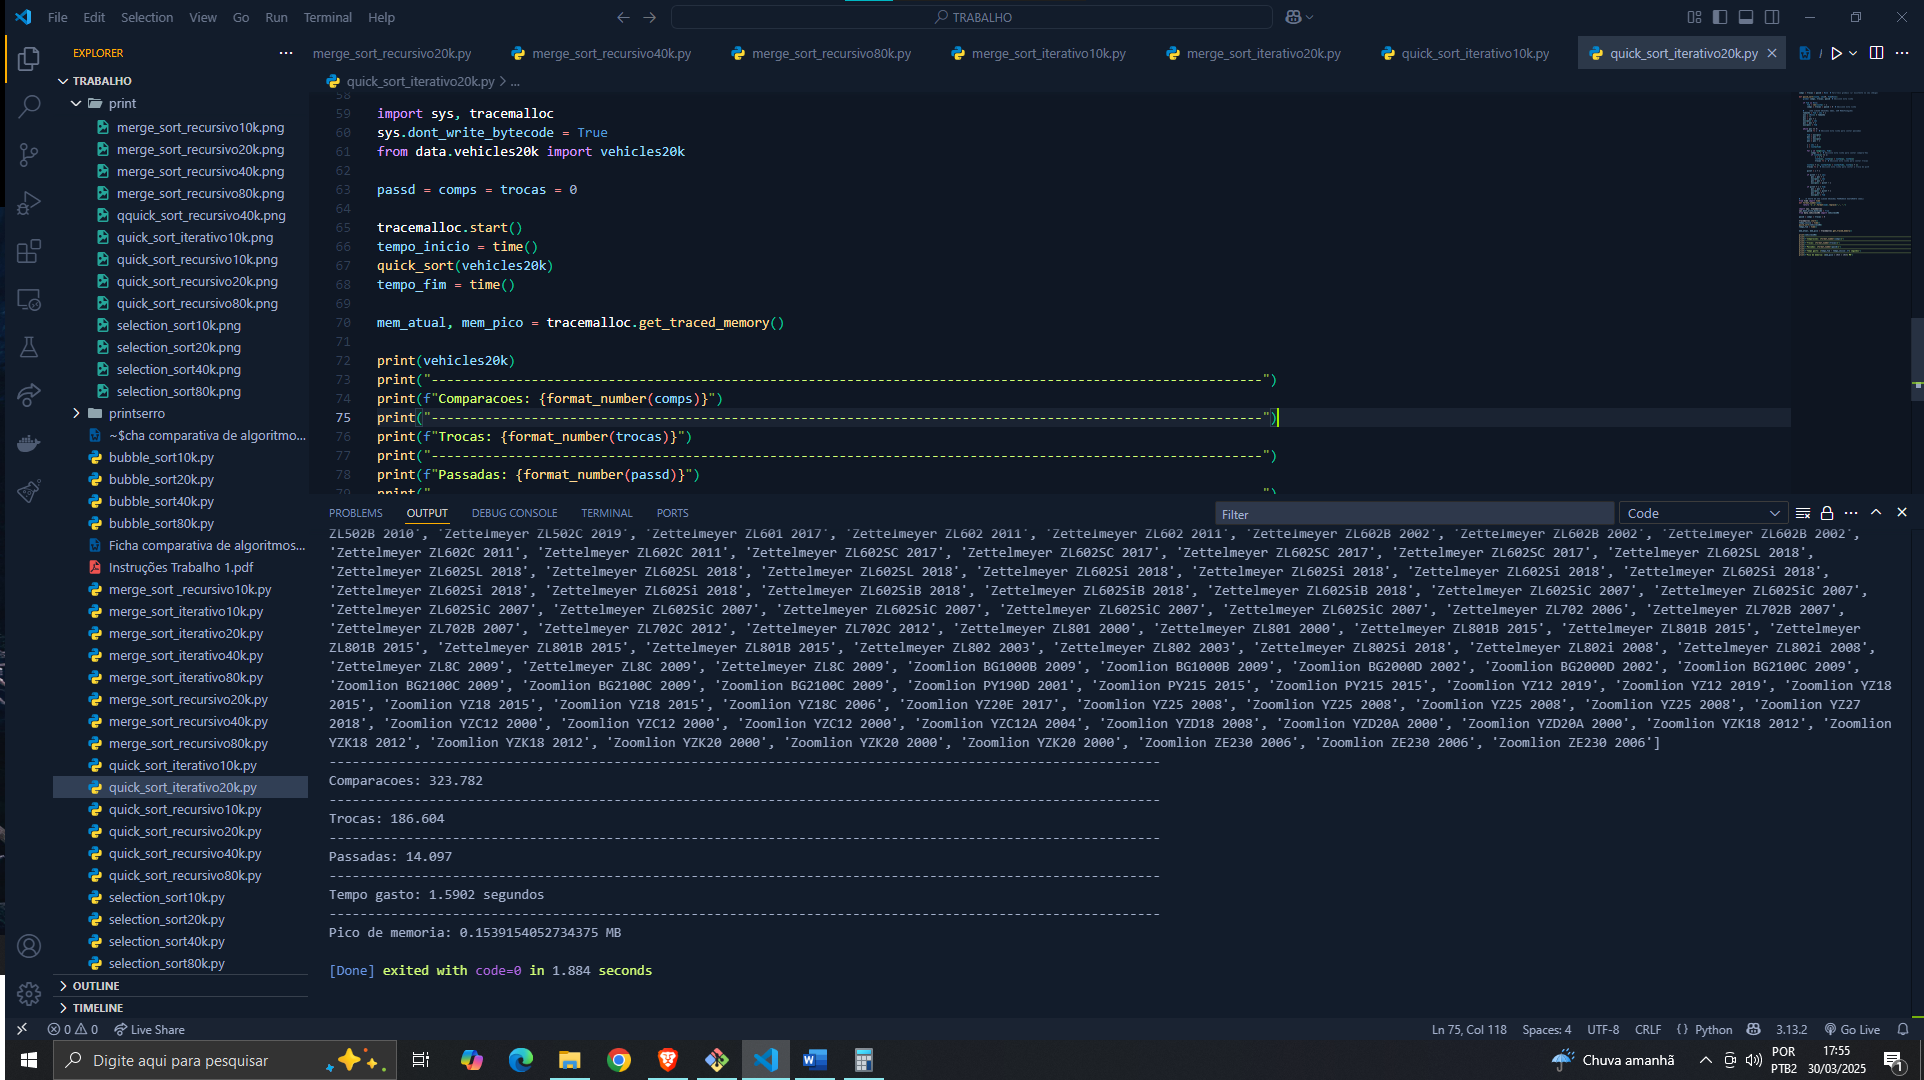 File Edit Selection View Go Run Terminal Help
TRABALHO
EXPLORER
merge_sort_recursivo20k.py merge_sort_recursivo40k.py merge_sort_recursivo80k.py merge_sort_iterativo10k.py merge_sort_iterativo20k.py quick_sort_iterativo10k.py quick_sort_iterativo20k.py
quick_sort_iterativo20k.py > ...
TRABALHO
print
merge_sort_recursivo10k.png
merge_sort_recursivo20k.png
merge_sort_recursivo40k.png
merge_sort_recursivo80k.png
qquick_sort_recursivo40k.png
quick_sort_iterativo10k.png
quick_sort_recursivo10k.png
quick_sort_recursivo20k.png
quick_sort_recursivo80k.png
selection_sort10k.png
selection_sort20k.png
selection_sort40k.png
selection_sort80k.png
printserro
~$cha comparativa de algoritmo...
bubble_sort10k.py
bubble_sort20k.py
bubble_sort40k.py
bubble_sort80k.py
Ficha comparativa de algoritmos...
Instruções Trabalho 1.pdf
merge_sort _recursivo10k.py
merge_sort_iterativo10k.py
merge_sort_iterativo20k.py
merge_sort_iterativo40k.py
merge_sort_iterativo80k.py
merge_sort_recursivo20k.py
merge_sort_recursivo40k.py
merge_sort_recursivo80k.py
quick_sort_iterativo10k.py
quick_sort_iterativo20k.py
quick_sort_recursivo10k.py
quick_sort_recursivo20k.py
quick_sort_recursivo40k.py
quick_sort_recursivo80k.py
selection_sort10k.py
selection_sort20k.py
selection_sort40k.py
selection_sort80k.py
OUTLINE
TIMELINE
58
59 import sys, tracemalloc
60 sys.dont_write_bytecode = True
61 from data.vehicles20k import vehicles20k
62
63 passd = comps = trocas = 0
64
65 tracemalloc.start()
66 tempo_inicio = time()
67 quick_sort(vehicles20k)
68 tempo_fim = time()
69
70 mem_atual, mem_pico = tracemalloc.get_traced_memory()
71
72 print(vehicles20k)
73 print("------------------------------------------------------------------------------------------------------------")
74 print(f"Comparacoes: {format_number(comps)}")
75 print("------------------------------------------------------------------------------------------------------------")
76 print(f"Trocas: {format_number(trocas)}")
77 print("------------------------------------------------------------------------------------------------------------")
78 print(f"Passadas: {format_number(passd)}")
79 print("------------------------------------------------------------------------------------------------------------")
PROBLEMS OUTPUT DEBUG CONSOLE TERMINAL PORTS Filter Code
ZL502B 2010', 'Zettelmeyer ZL502C 2019', 'Zettelmeyer ZL601 2017', 'Zettelmeyer ZL602 2011', 'Zettelmeyer ZL602 2011', 'Zettelmeyer ZL602B 2002', 'Zettelmeyer ZL602B 2002', 'Zettelmeyer ZL602B 2002',
'Zettelmeyer ZL602C 2011', 'Zettelmeyer ZL602C 2011', 'Zettelmeyer ZL602SC 2017', 'Zettelmeyer ZL602SC 2017', 'Zettelmeyer ZL602SC 2017', 'Zettelmeyer ZL602SC 2017', 'Zettelmeyer ZL602SL 2018',
'Zettelmeyer ZL602SL 2018', 'Zettelmeyer ZL602SL 2018', 'Zettelmeyer ZL602SL 2018', 'Zettelmeyer ZL602Si 2018', 'Zettelmeyer ZL602Si 2018', 'Zettelmeyer ZL602Si 2018', 'Zettelmeyer ZL602Si 2018',
'Zettelmeyer ZL602Si 2018', 'Zettelmeyer ZL602Si 2018', 'Zettelmeyer ZL602SiB 2018', 'Zettelmeyer ZL602SiB 2018', 'Zettelmeyer ZL602SiB 2018', 'Zettelmeyer ZL602SiC 2007', 'Zettelmeyer ZL602SiC 2007',
'Zettelmeyer ZL602SiC 2007', 'Zettelmeyer ZL602SiC 2007', 'Zettelmeyer ZL602SiC 2007', 'Zettelmeyer ZL602SiC 2007', 'Zettelmeyer ZL602SiC 2007', 'Zettelmeyer ZL702 2006', 'Zettelmeyer ZL702B 2007',
'Zettelmeyer ZL702B 2007', 'Zettelmeyer ZL702C 2012', 'Zettelmeyer ZL702C 2012', 'Zettelmeyer ZL801 2000', 'Zettelmeyer ZL801 2000', 'Zettelmeyer ZL801B 2015', 'Zettelmeyer ZL801B 2015', 'Zettelmeyer
ZL801B 2015', 'Zettelmeyer ZL801B 2015', 'Zettelmeyer ZL801B 2015', 'Zettelmeyer ZL802 2003', 'Zettelmeyer ZL802 2003', 'Zettelmeyer ZL802Si 2018', 'Zettelmeyer ZL802i 2008', 'Zettelmeyer ZL802i 2008',
'Zettelmeyer ZL8C 2009', 'Zettelmeyer ZL8C 2009', 'Zettelmeyer ZL8C 2009', 'Zoomlion BG1000B 2009', 'Zoomlion BG1000B 2009', 'Zoomlion BG2000D 2002', 'Zoomlion BG2000D 2002', 'Zoomlion BG2100C 2009',
'Zoomlion BG2100C 2009', 'Zoomlion BG2100C 2009', 'Zoomlion BG2100C 2009', 'Zoomlion PY190D 2001', 'Zoomlion PY215 2015', 'Zoomlion PY215 2015', 'Zoomlion YZ12 2019', 'Zoomlion YZ12 2019', 'Zoomlion YZ18
2015', 'Zoomlion YZ18 2015', 'Zoomlion YZ18 2015', 'Zoomlion YZ18C 2006', 'Zoomlion YZ20E 2017', 'Zoomlion YZ25 2008', 'Zoomlion YZ25 2008', 'Zoomlion YZ25 2008', 'Zoomlion YZ25 2008', 'Zoomlion YZ27
2018', 'Zoomlion YZC12 2000', 'Zoomlion YZC12 2000', 'Zoomlion YZC12 2000', 'Zoomlion YZC12A 2004', 'Zoomlion YZD18 2008', 'Zoomlion YZD20A 2000', 'Zoomlion YZD20A 2000', 'Zoomlion YZK18 2012', 'Zoomlion
YZK18 2012', 'Zoomlion YZK18 2012', 'Zoomlion YZK20 2000', 'Zoomlion YZK20 2000', 'Zoomlion YZK20 2000', 'Zoomlion ZE230 2006', 'Zoomlion ZE230 2006', 'Zoomlion ZE230 2006']
------------------------------------------------------------------------------------------------------------
Comparacoes: 323.782
------------------------------------------------------------------------------------------------------------
Trocas: 186.604
------------------------------------------------------------------------------------------------------------
Passadas: 14.097
------------------------------------------------------------------------------------------------------------
Tempo gasto: 1.5902 segundos
------------------------------------------------------------------------------------------------------------
Pico de memoria: 0.1539154052734375 MB
[Done] exited with code=0 in 1.884 seconds
0 0 Live Share Ln 75, Col 118 Spaces: 4 UTF-8 CRLF {} Python 3.13.2 Go Live
Digite aqui para pesquisar Chuva amanhã POR PTB2 17:55 30/03/2025 1